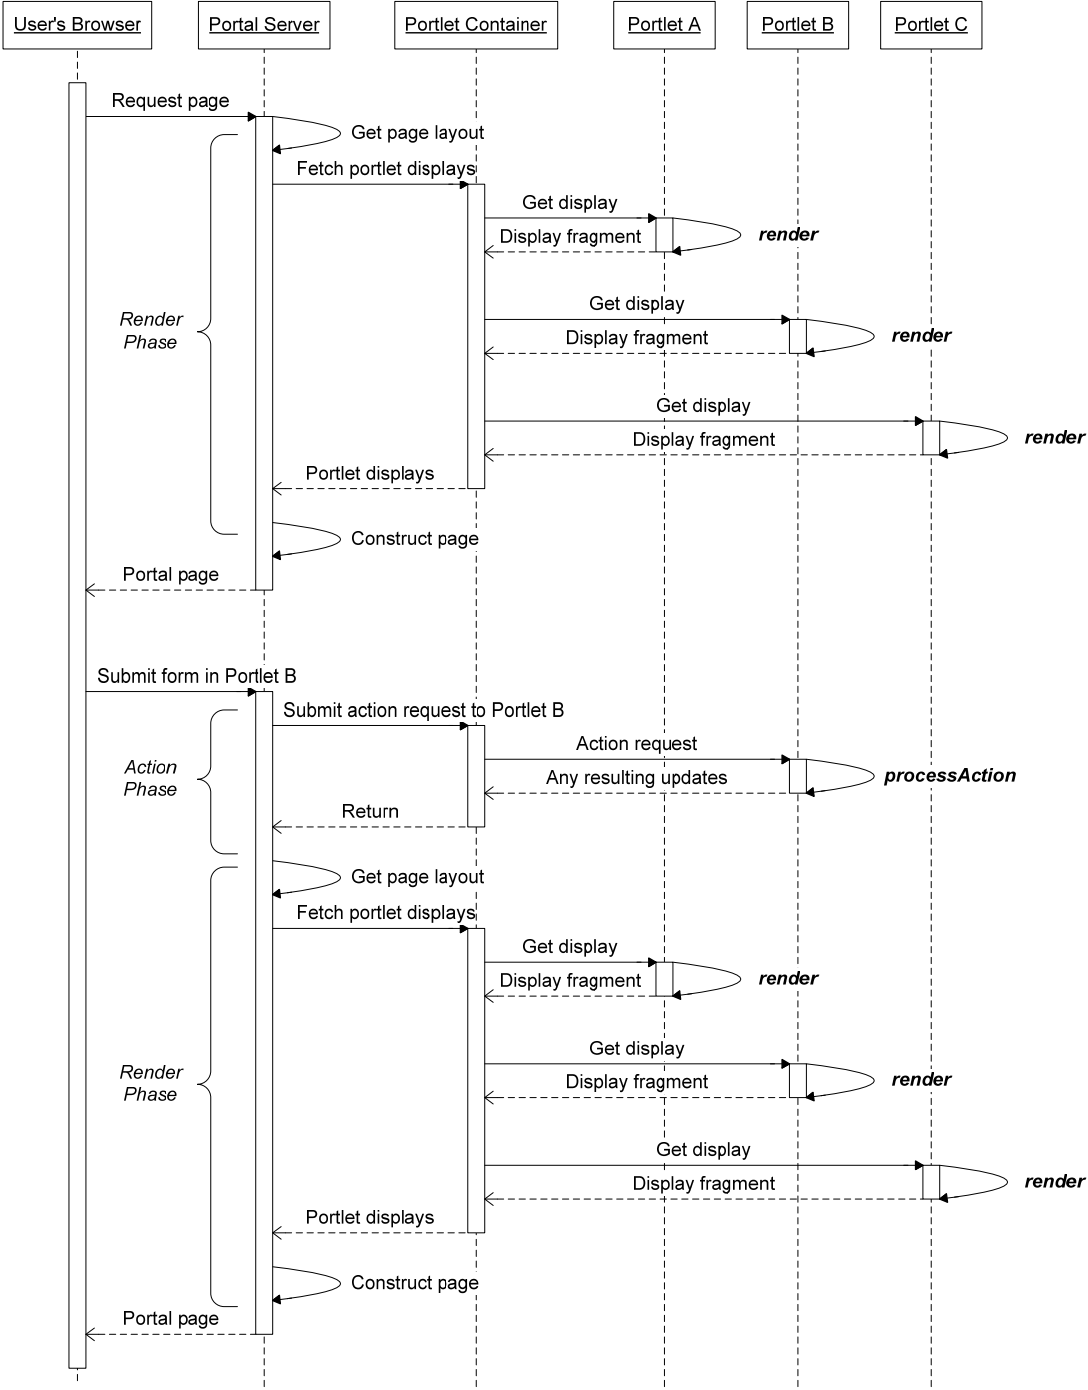 User's Browser
Portal Server
Portlet Container
Portlet A
Portlet B
Portlet C
Request page
Get page layout
Fetch portlet displays
Get display
Display fragment
render
Get display
Render
Phase
Display fragment
render
Get display
Display fragment
render
Portlet displays
Construct page
Portal page
Submit form in Portlet B
Submit action request to Portlet B
Action request
Action
Phase
Any resulting updates
processAction
Return
Get page layout
Fetch portlet displays
Get display
Display fragment
render
Get display
Render
Phase
Display fragment
render
Get display
Display fragment
render
Portlet displays
Construct page
Portal page